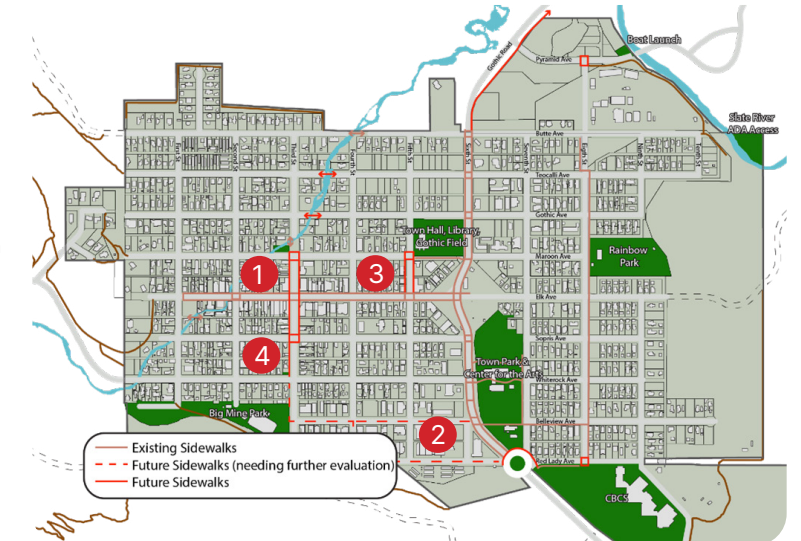 Boat Launch
Gothic Road
Pyramid Ave
Slate River
ADA Access
Butte Ave
First St
Second St
Third St
Fourth St
Fifth St
Sixth St
Seventh St
Eighth St
Ninth St
Tenth St
Teocalli Ave
Gothic Ave
Town Hall, Library,
Gothic Field
Maroon Ave
Rainbow
Park
1
3
Elk Ave
Sopris Ave
4
Town Park &
Center for the Arts
Whiterock Ave
Big Mine Park
Belleview Ave
2
Red Lady Ave
CBCS
Existing Sidewalks
Future Sidewalks (needing further evaluation)
Future Sidewalks